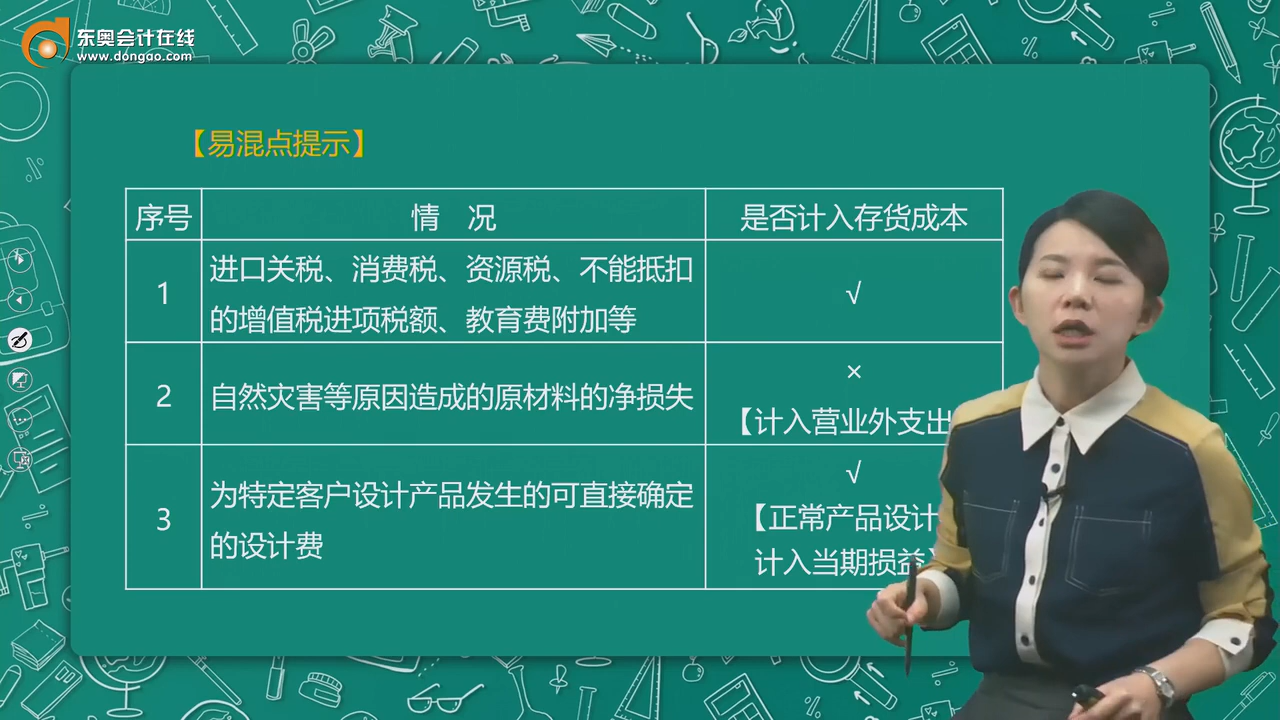 东奥会计在线
www.dongao.com
【易混点提示】
序号 情 况 是否计入存货成本
1 进口关税、消费税、资源税、不能抵扣
的增值税进项税额、教育费附加等 √
2 自然灾害等原因造成的原材料的净损失 ×
【计入营业外支出
3 为特定客户设计产品发生的可直接确定
的设计费 √
【正常产品设计
计入当期损益】